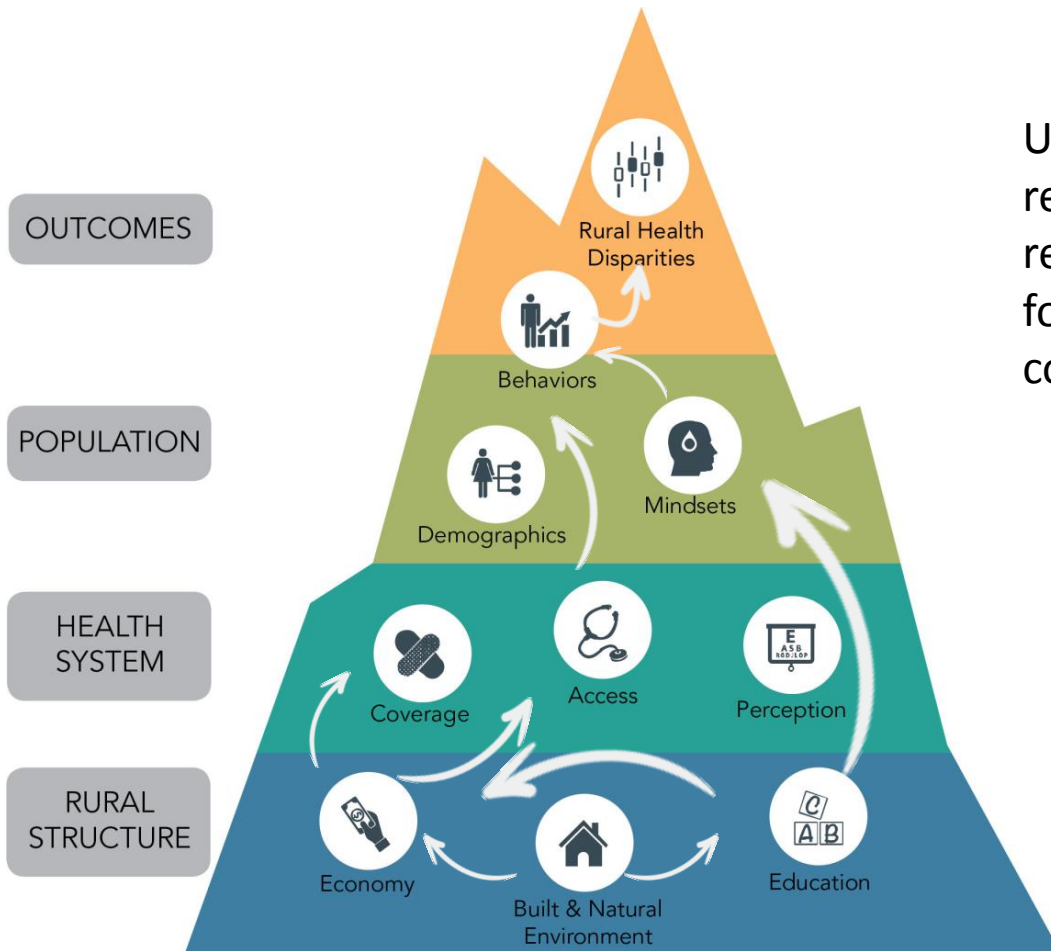 OUTCOMES
Rural Health
Disparities
Behaviors
POPULATION
Mindsets
Demographics
HEALTH
SYSTEM
Coverage
Access
Perception
E
A S B
RURAL
STRUCTURE
Economy
Built & Natural
Environment
C
A B
Education